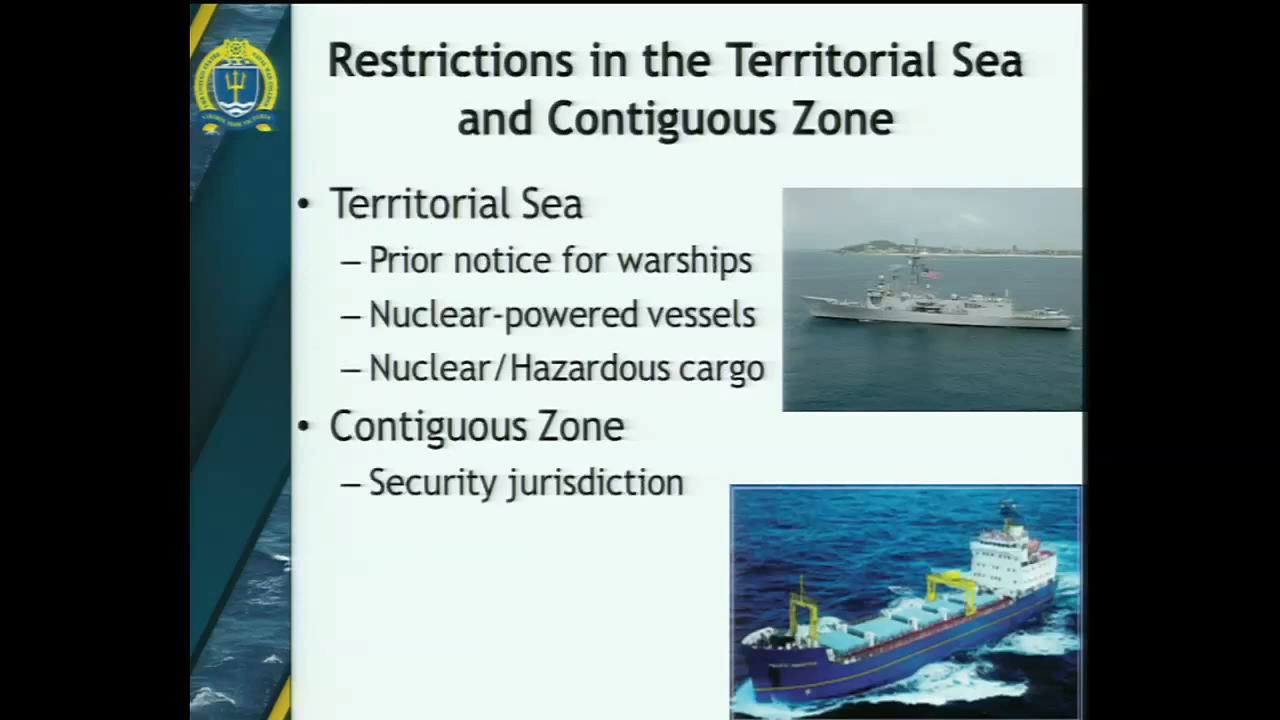 Restrictions in the Territorial Sea
and Contiguous Zone
• Territorial Sea
– Prior notice for warships
– Nuclear-powered vessels
– Nuclear/Hazardous cargo
• Contiguous Zone
– Security jurisdiction